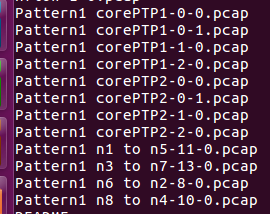 Pattern1 corePTP1-0-0.pcap
Pattern1 corePTP1-0-1.pcap
Pattern1 corePTP1-1-0.pcap
Pattern1 corePTP1-2-0.pcap
Pattern1 corePTP2-0-0.pcap
Pattern1 corePTP2-0-1.pcap
Pattern1 corePTP2-1-0.pcap
Pattern1 corePTP2-2-0.pcap
Pattern1 n1 to n5-11-0.pcap
Pattern1 n3 to n7-13-0.pcap
Pattern1 n6 to n2-8-0.pcap
Pattern1 n8 to n4-10-0.pcap
README